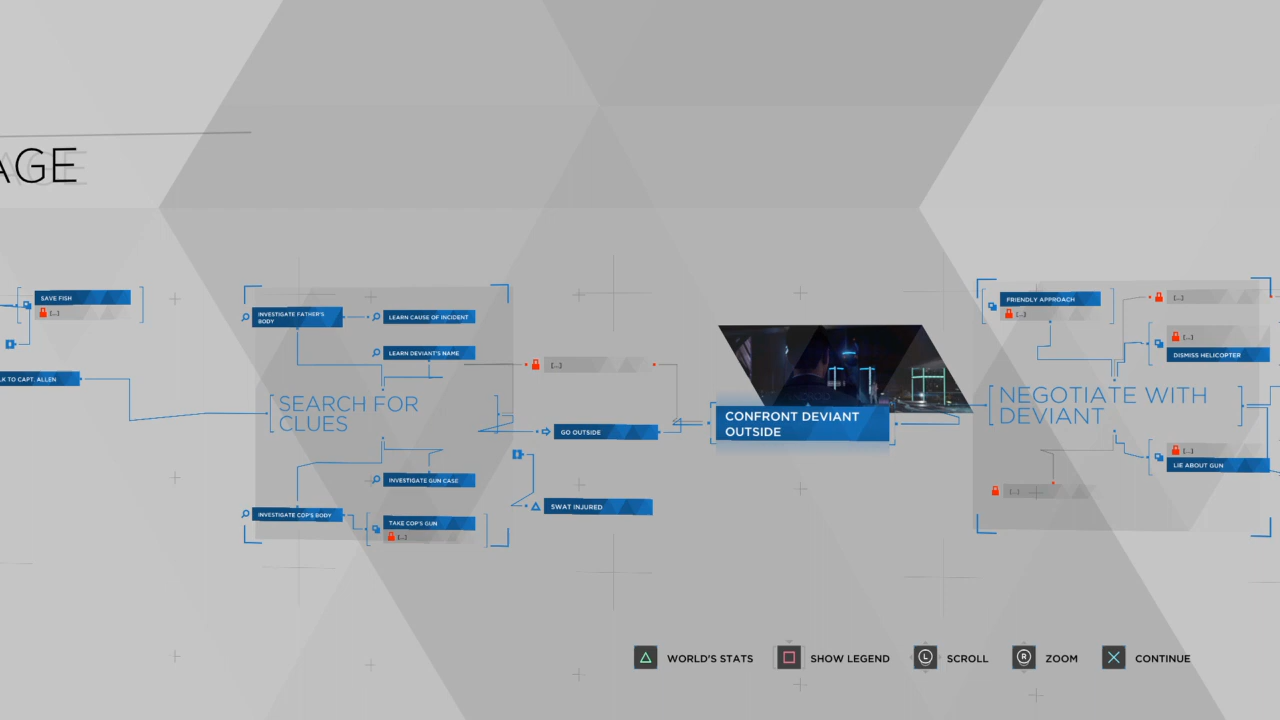 AGE
SAVE FISH
[...]
LK TO CAPT. ALLEN
INVESTIGATE FATHER'S
BODY
LEARN CAUSE OF INCIDENT
LEARN DEVIANT'S NAME
SEARCH FOR
CLUES
INVESTIGATE GUN CASE
INVESTIGATE COP'S BODY
TAKE COP'S GUN
[...]
[...]
GO OUTSIDE
SWAT INJURED
CONFRONT DEVIANT
OUTSIDE
FRIENDLY APPROACH
[...]
[...]
[...]
DISMISS HELICOPTER
NEGOTIATE WITH
DEVIANT
[...]
LIE ABOUT GUN
[...]
WORLD'S STATS
SHOW LEGEND
L
SCROLL
R
ZOOM
CONTINUE